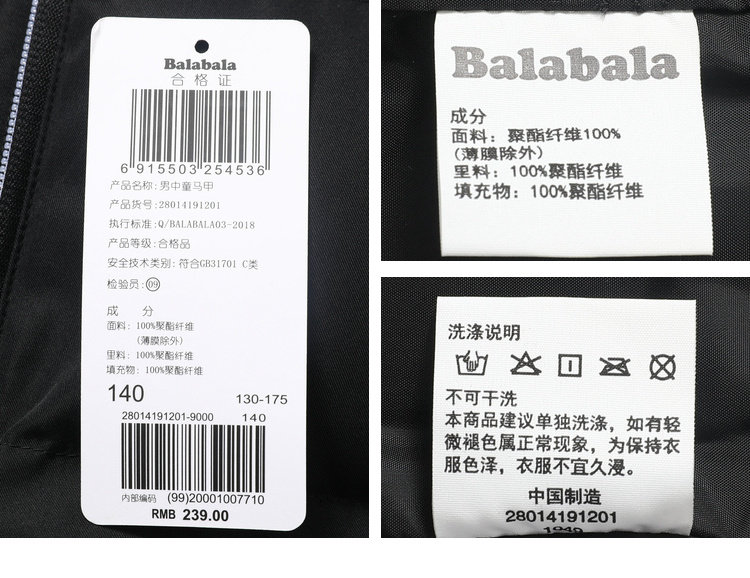 Balabala
合格证
6 915503 254536
产品名称: 男中童马甲
产品货号: 28014191201
执行标准: Q/BALABALA03-2018
产品等级: 合格品
安全技术类别: 符合GB31701 C类
检验员: 09
成 分
面料: 100%聚酯纤维
(薄膜除外)
里料: 100%聚酯纤维
填充物: 100%聚酯纤维
140 130-175
28014191201-9000 140
内部编码 (99)20001007710
RMB 239.00
Balabala
成分
面料: 聚酯纤维100%
(薄膜除外)
里料: 100%聚酯纤维
填充物: 100%聚酯纤维
洗涤说明
不可干洗
本商品建议单独洗涤, 如有轻
微褪色属正常现象, 为保持衣
服色泽, 衣服不宜久浸。
中国制造
28014191201